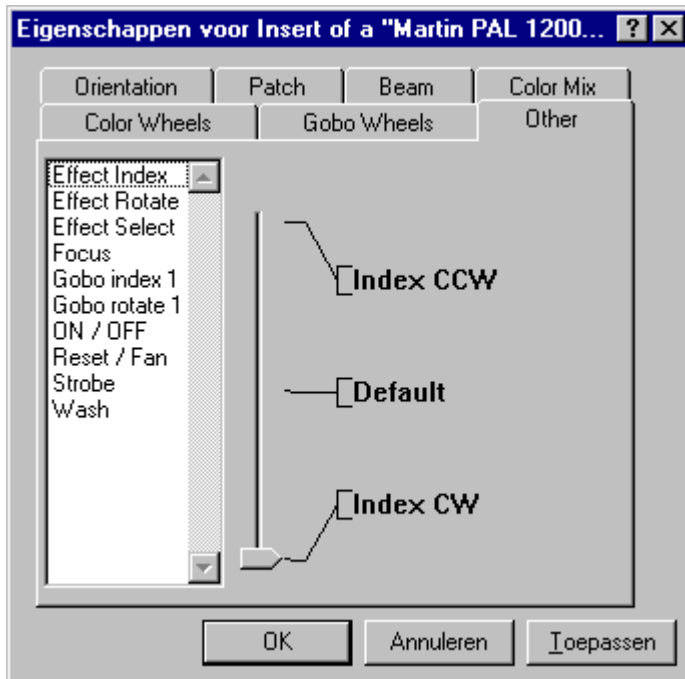 Eigenschappen voor Insert of a "Martin PAL 1200...
Orientation Patch Beam Color Mix
Color Wheels Gobo Wheels Other
Effect Index
Effect Rotate
Effect Select
Focus
Gobo index 1
Gobo rotate 1
ON / OFF
Reset / Fan
Strobe
Wash
Index CCW
Default
Index CW
OK Annuleren Toepassen